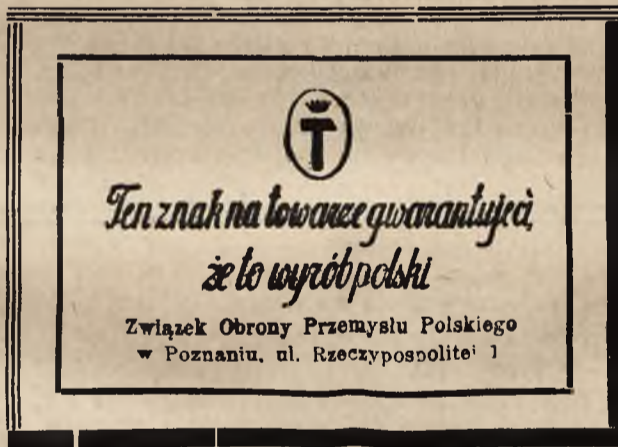 T
Ten znak na towarze gwarantuje ci,
że to wyrób polski
Związek Obrony Przemysłu Polskiego
w Poznaniu, ul. Rzeczypospolitej 1